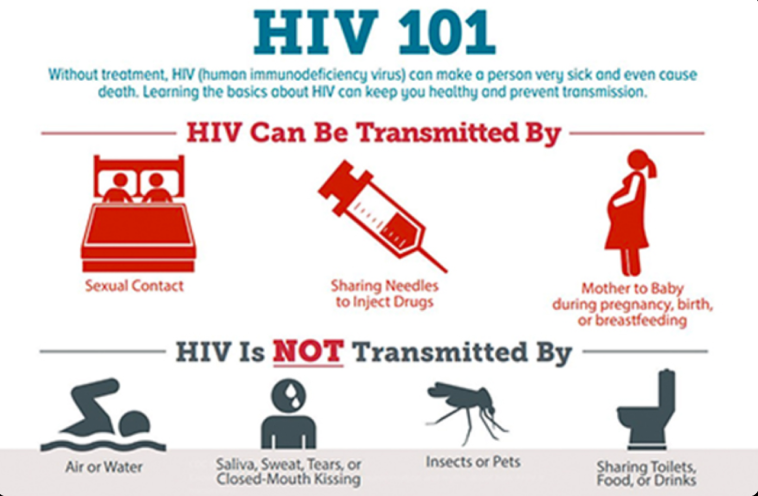 HIV 101
Without treatment, HIV (human immunodeficiency virus) can make a person very sick and even cause
death. Learning the basics about HIV can keep you healthy and prevent transmission.
HIV Can Be Transmitted By
Sexual Contact
Sharing Needles
to Inject Drugs
Mother to Baby
during pregnancy, birth,
or breastfeeding
HIV Is NOT Transmitted By
Air or Water
Saliva, Sweat, Tears, or
Closed-Mouth Kissing
Insects or Pets
Sharing Toilets,
Food, or Drinks